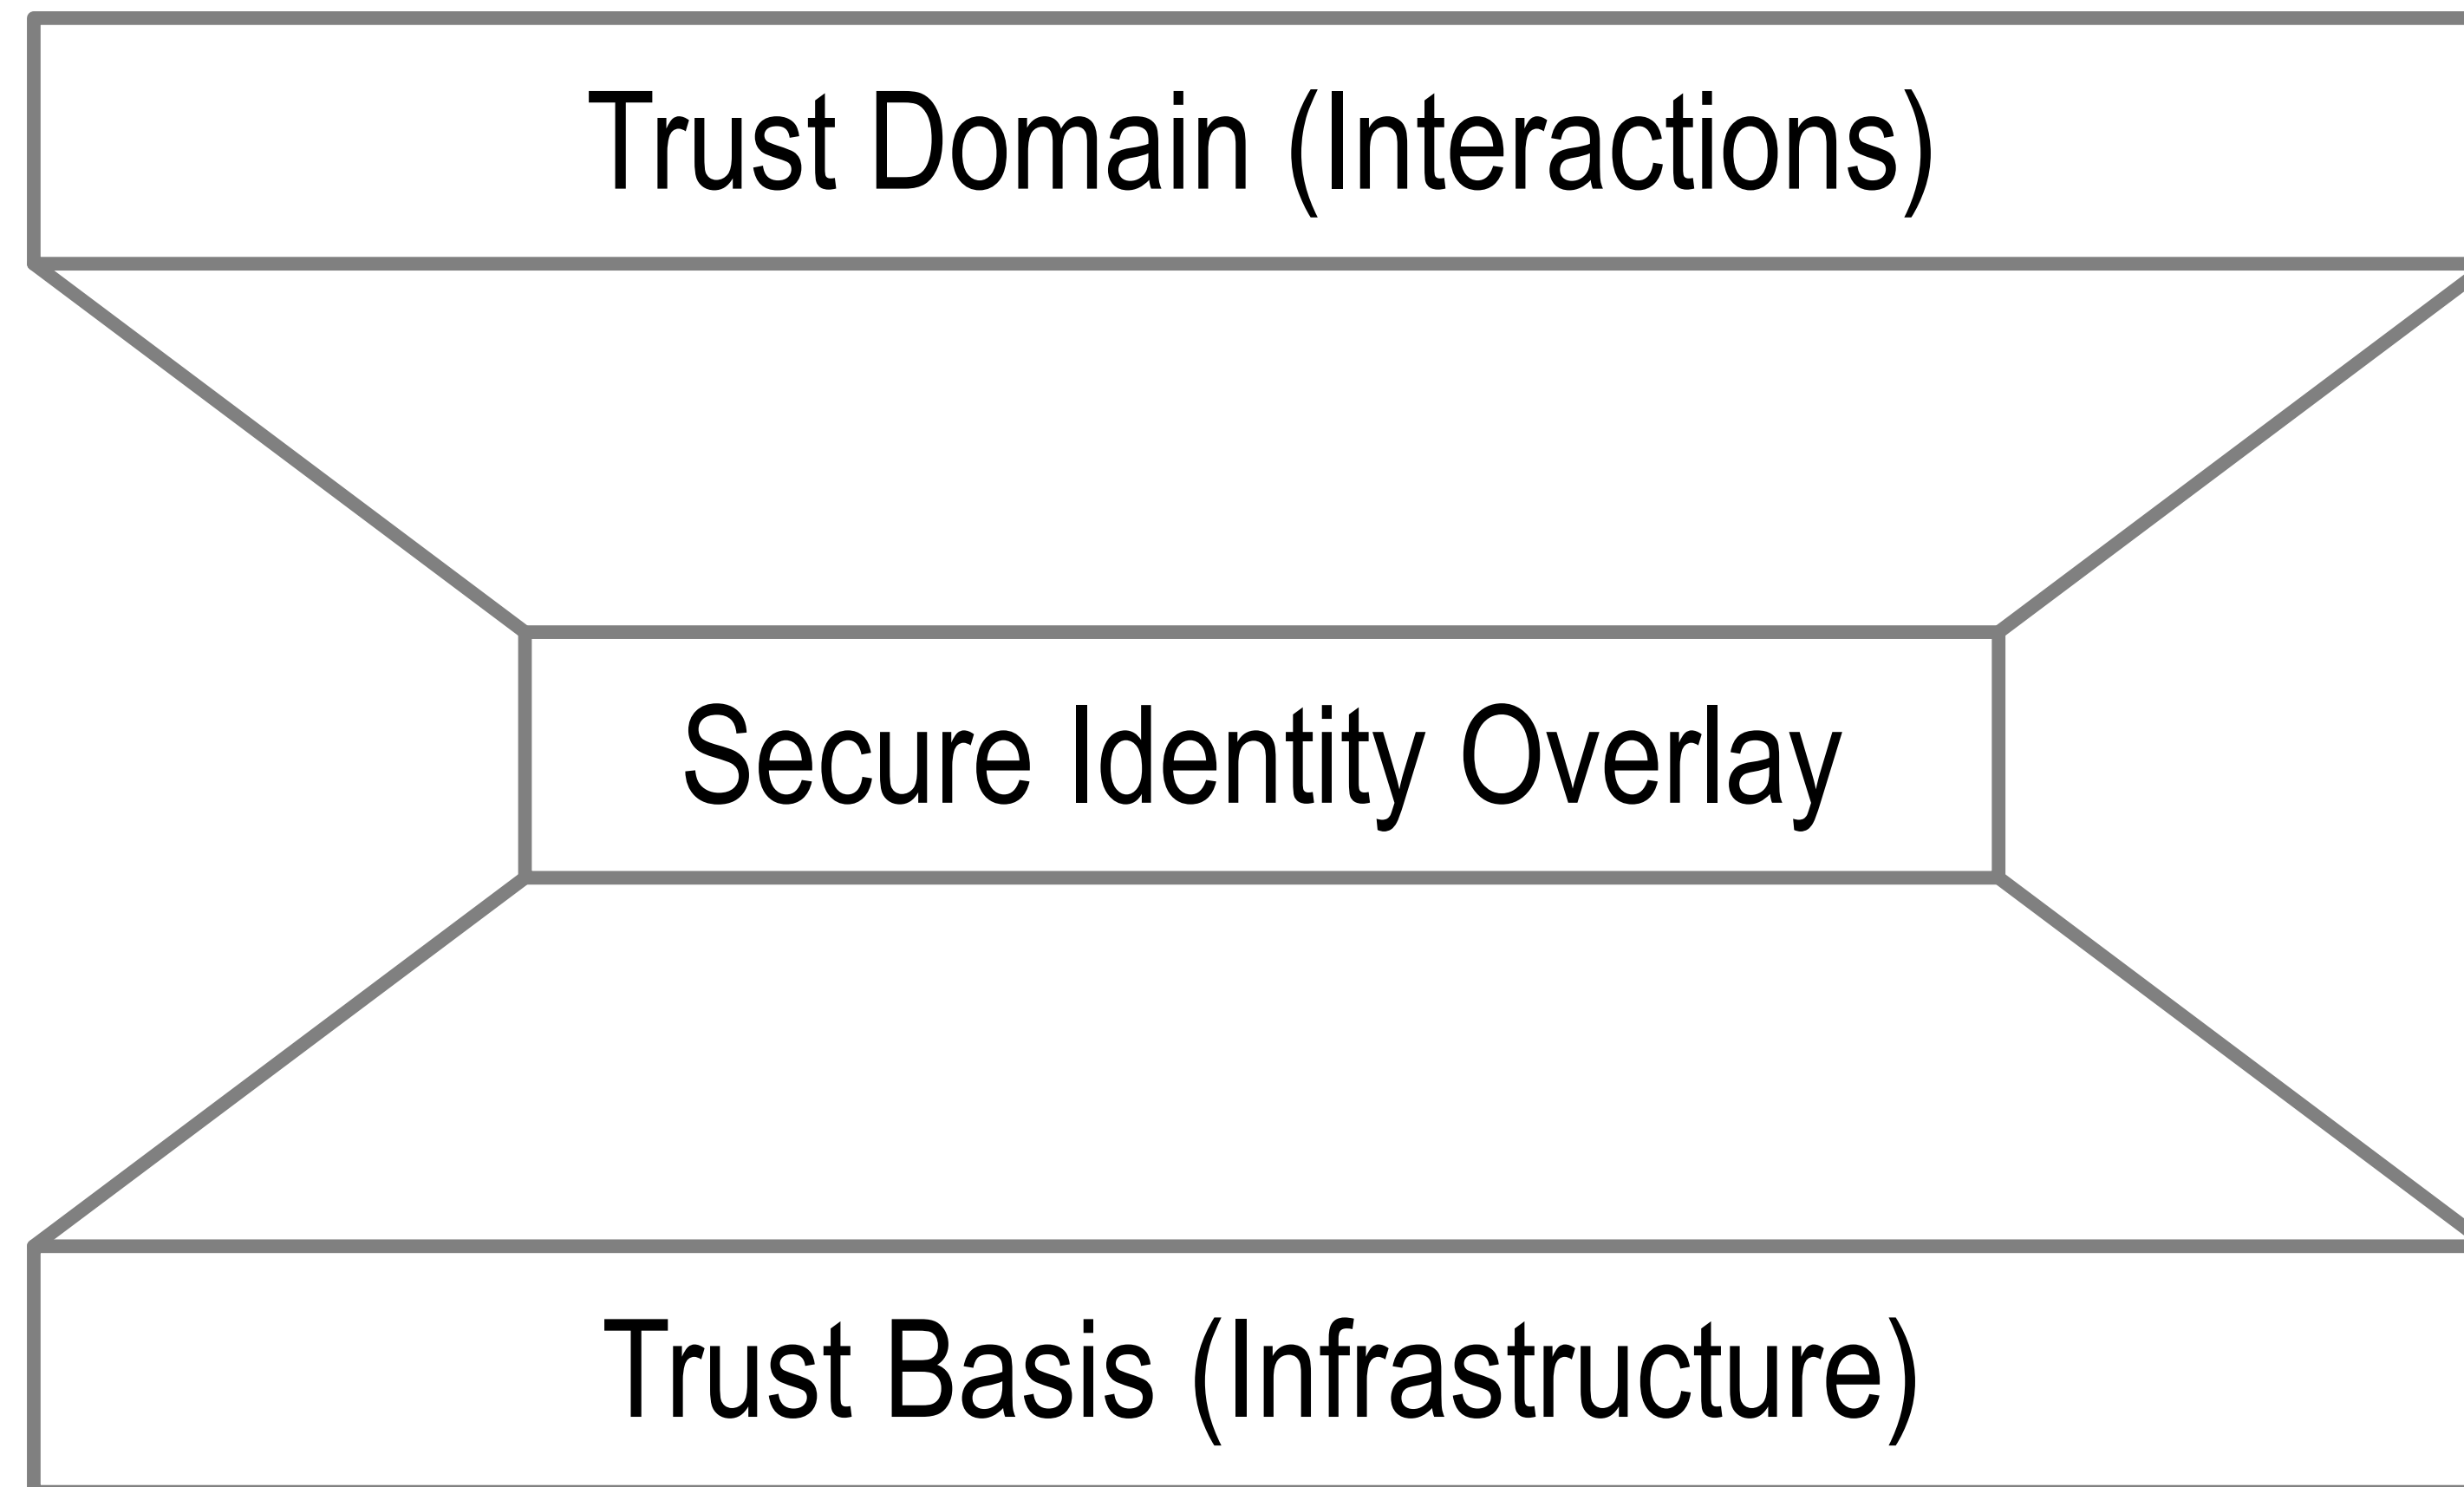 Trust Domain (Interactions)
Secure Identity Overlay
Trust Basis (Infrastructure)